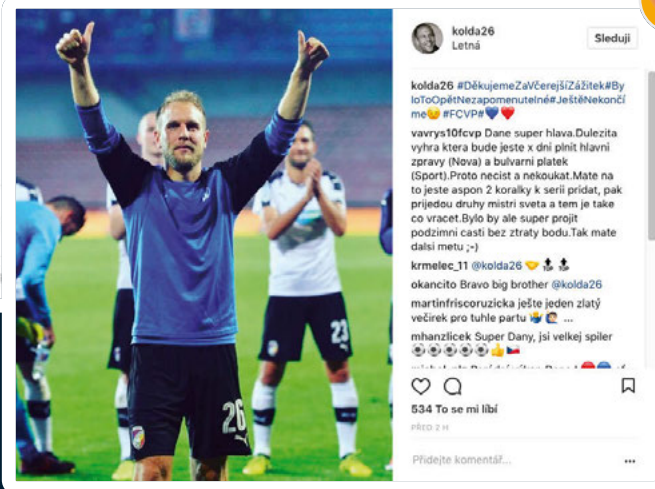 kolda26
Letná
Sleduji
kolda26 #DěkujemeZaVčerejšíZážitek#By
loToOpětNezapomenutelné#JeštěNekončí
me😉#FCVP#💙❤️
vavrys10fcvp Dane super hlava.Dulezita
vyhra ktera bude jeste x dni plnit hlavni
zpravy (Nova) a bulvarni platek
(Sport).Proto necist a nekoukat.Mate na
to jeste aspon 2 koralky k serii pridat, pak
prijedou druhy mistri sveta a tem je take
co vracet.Bylo by ale super projit
podzimni casti bez ztraty bodu.Tak mate
dalsi metu ;-)
krmelec_11 @kolda26
okancito Bravo big brother @kolda26
martinfriscoruzicka ješte jeden zlatý
večirek pro tuhle partu ...
mhanzlicek Super Dany, jsi velkej spiler
⚽⚽⚽⚽⚽👍🇨🇿
534 To se mi líbí
PŘED 2 H
Přidejte komentář...
26
23